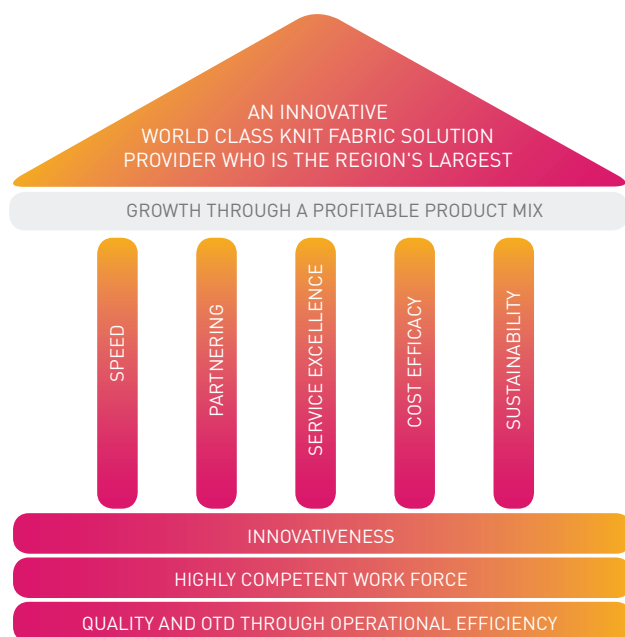 AN INNOVATIVE
WORLD CLASS KNIT FABRIC SOLUTION
PROVIDER WHO IS THE REGION'S LARGEST
GROWTH THROUGH A PROFITABLE PRODUCT MIX
SPEED
PARTNERING
SERVICE EXCELLENCE
COST EFFICACY
SUSTAINABILITY
INNOVATIVENESS
HIGHLY COMPETENT WORK FORCE
QUALITY AND OTD THROUGH OPERATIONAL EFFICIENCY